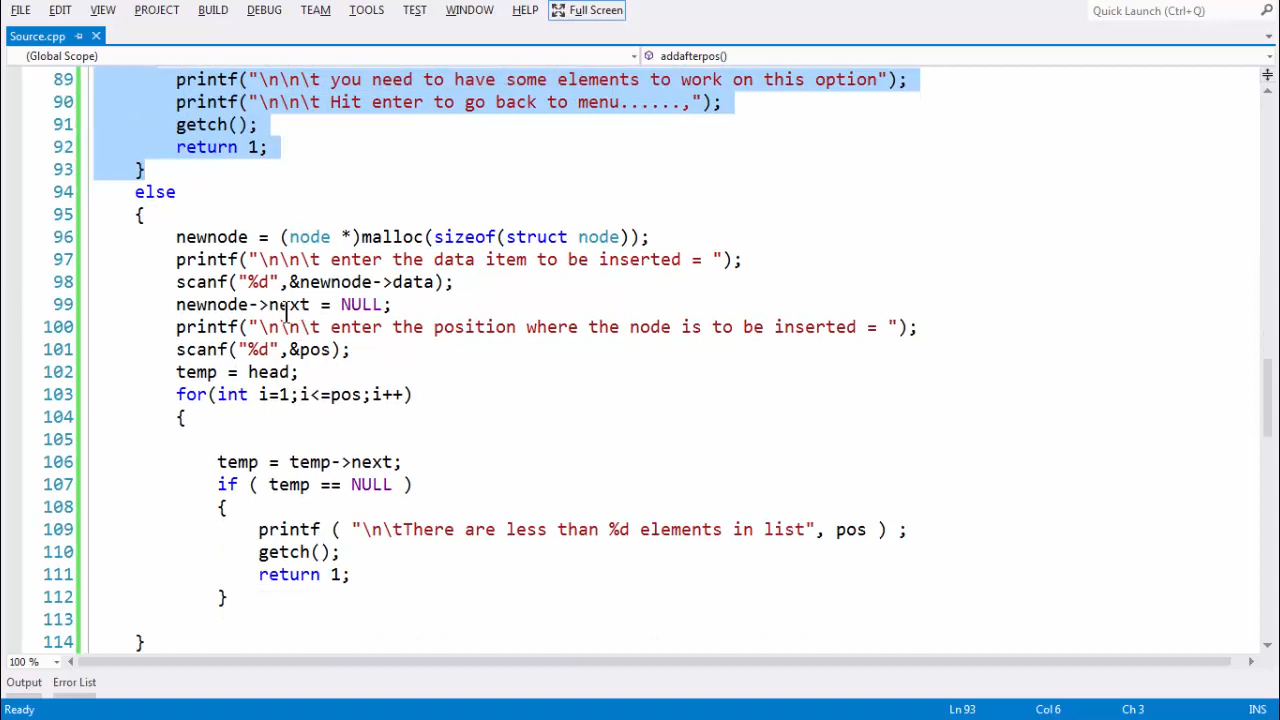 FILE EDIT VIEW PROJECT BUILD DEBUG TEAM TOOLS TEST WINDOW HELP Full Screen Quick Launch (Ctrl+Q)
Source.cpp
(Global Scope) addafterpos()
89 printf("\n\n\t you need to have some elements to work on this option");
90 printf("\n\n\t Hit enter to go back to menu......,");
91 getch();
92 return 1;
93 }
94 else
95 {
96 newnode = (node *)malloc(sizeof(struct node));
97 printf("\n\n\t enter the data item to be inserted = ");
98 scanf("%d",&newnode->data);
99 newnode->next = NULL;
100 printf("\n\n\t enter the position where the node is to be inserted = ");
101 scanf("%d",&pos);
102 temp = head;
103 for(int i=1;i<=pos;i++)
104 {
105
106 temp = temp->next;
107 if ( temp == NULL )
108 {
109 printf ( "\n\tThere are less than %d elements in list", pos ) ;
110 getch();
111 return 1;
112 }
113
114 }
100 %
Output Error List
Ready Ln 93 Col 6 Ch 3 INS